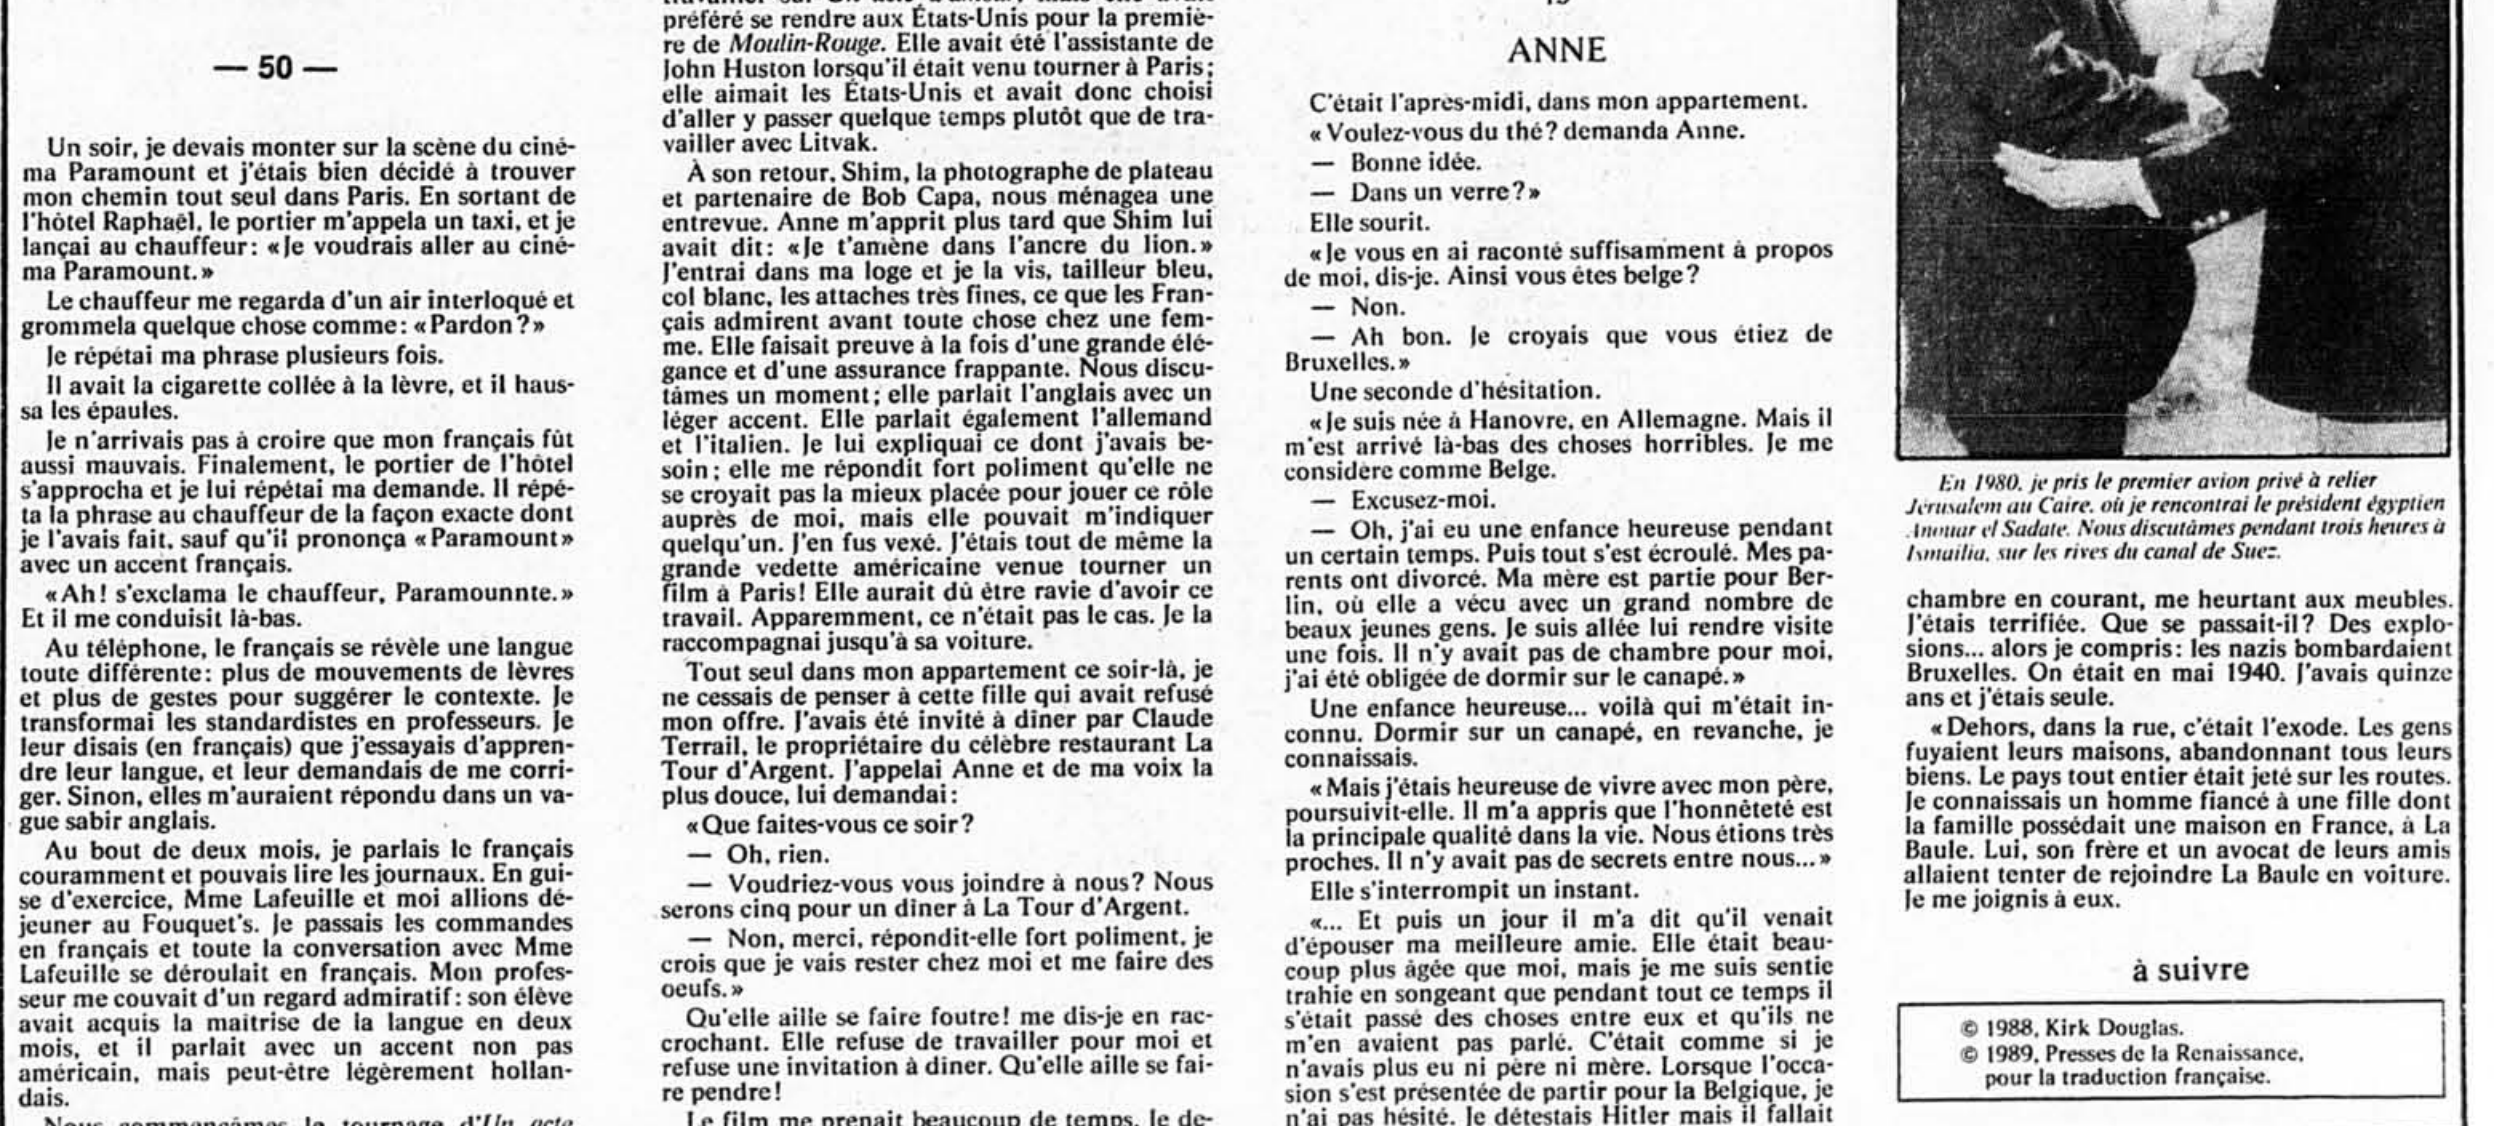 — 50 —
Un soir, je devais monter sur la scène du ciné-
ma Paramount et j'étais bien décidé à trouver
mon chemin tout seul dans Paris. En sortant de
l'hôtel Raphaël, le portier m'appela un taxi, et je
lançai au chauffeur: «Je voudrais aller au ciné-
ma Paramount.»
Le chauffeur me regarda d'un air interloqué et
grommela quelque chose comme: «Pardon?»
Je répétai ma phrase plusieurs fois.
Il avait la cigarette collée à la lèvre, et il haus-
sa les épaules.
Je n'arrivais pas à croire que mon français fût
aussi mauvais. Finalement, le portier de l'hôtel
s'approcha et je lui répétai ma demande. Il répé-
ta la phrase au chauffeur de la façon exacte dont
je l'avais fait, sauf qu'il prononça «Paramount»
avec un accent français.
«Ah! s'exclama le chauffeur, Paramounnte.»
Et il me conduisit là-bas.
Au téléphone, le français se révèle une langue
toute différente: plus de mouvements de lèvres
et plus de gestes pour suggérer le contexte. Je
transformai les standardistes en professeurs. Je
leur disais (en français) que j'essayais d'appren-
dre leur langue, et leur demandais de me corri-
ger. Sinon, elles m'auraient répondu dans un va-
gue sabir anglais.
Au bout de deux mois, je parlais le français
couramment et pouvais lire les journaux. En gui-
se d'exercice, Mme Lafeuille et moi allions dé-
jeuner au Fouquet's. Je passais les commandes
en français et toute la conversation avec Mme
Lafeuille se déroulait en français. Mon profes-
seur me couvait d'un regard admiratif: son élève
avait acquis la maîtrise de la langue en deux
mois, et il parlait avec un accent non pas
américain, mais peut-être légèrement hollan-
dais.
Nous commençâmes le tournage d'Un acte
préféré se rendre aux États-Unis pour la premiè-
re de Moulin-Rouge. Elle avait été l'assistante de
John Huston lorsqu'il était venu tourner à Paris;
elle aimait les États-Unis et avait donc choisi
d'aller y passer quelque temps plutôt que de tra-
vailler avec Litvak.
À son retour, Shim, la photographe de plateau
et partenaire de Bob Capa, nous ménagea une
entrevue. Anne m'apprit plus tard que Shim lui
avait dit: «Je t'amène dans l'ancre du lion.»
J'entrai dans ma loge et je la vis, tailleur bleu,
col blanc, les attaches très fines, ce que les Fran-
çais admirent avant toute chose chez une fem-
me. Elle faisait preuve à la fois d'une grande élé-
gance et d'une assurance frappante. Nous discu-
tâmes un moment; elle parlait l'anglais avec un
léger accent. Elle parlait également l'allemand
et l'italien. Je lui expliquai ce dont j'avais be-
soin; elle me répondit fort poliment qu'elle ne
se croyait pas la mieux placée pour jouer ce rôle
auprès de moi, mais elle pouvait m'indiquer
quelqu'un. J'en fus vexé. J'étais tout de même la
grande vedette américaine venue tourner un
film à Paris! Elle aurait dû être ravie d'avoir ce
travail. Apparemment, ce n'était pas le cas. Je la
raccompagnai jusqu'à sa voiture.
Tout seul dans mon appartement ce soir-là, je
ne cessais de penser à cette fille qui avait refusé
mon offre. J'avais été invité à dîner par Claude
Terrail, le propriétaire du célèbre restaurant La
Tour d'Argent. J'appelai Anne et de ma voix la
plus douce, lui demandai:
«Que faites-vous ce soir?
— Oh, rien.
— Voudriez-vous vous joindre à nous? Nous
serons cinq pour un dîner à La Tour d'Argent.
— Non, merci, répondit-elle fort poliment, je
crois que je vais rester chez moi et me faire des
oeufs.»
Qu'elle aille se faire foutre! me dis-je en rac-
crochant. Elle refuse de travailler pour moi et
refuse une invitation à dîner. Qu'elle aille se fai-
re pendre!
Le film me prenait beaucoup de temps. Je de-
ANNE
C'était l'après-midi, dans mon appartement.
«Voulez-vous du thé? demanda Anne.
— Bonne idée.
— Dans un verre?»
Elle sourit.
«Je vous en ai raconté suffisamment à propos
de moi, dis-je. Ainsi vous êtes belge?
— Non.
— Ah bon. Je croyais que vous étiez de
Bruxelles.»
Une seconde d'hésitation.
«Je suis née à Hanovre, en Allemagne. Mais il
m'est arrivé là-bas des choses horribles. Je me
considère comme Belge.
— Excusez-moi.
— Oh, j'ai eu une enfance heureuse pendant
un certain temps. Puis tout s'est écroulé. Mes pa-
rents ont divorcé. Ma mère est partie pour Ber-
lin, où elle a vécu avec un grand nombre de
beaux jeunes gens. Je suis allée lui rendre visite
une fois. Il n'y avait pas de chambre pour moi,
j'ai été obligée de dormir sur le canapé.»
Une enfance heureuse... voilà qui m'était in-
connu. Dormir sur un canapé, en revanche, je
connaissais.
«Mais j'étais heureuse de vivre avec mon père,
poursuivit-elle. Il m'a appris que l'honnêteté est
la principale qualité dans la vie. Nous étions très
proches. Il n'y avait pas de secrets entre nous...»
Elle s'interrompit un instant.
«... Et puis un jour il m'a dit qu'il venait
d'épouser ma meilleure amie. Elle était beau-
coup plus âgée que moi, mais je me suis sentie
trahie en songeant que pendant tout ce temps il
s'était passé des choses entre eux et qu'ils ne
m'en avaient pas parlé. C'était comme si je
n'avais plus eu ni père ni mère. Lorsque l'occa-
sion s'est présentée de partir pour la Belgique, je
n'ai pas hésité. Je détestais Hitler mais il fallait
En 1980, je pris le premier avion privé à relier
Jérusalem au Caire, où je rencontrai le président égyptien
Anouar el Sadate. Nous discutâmes pendant trois heures à
Ismaïlia, sur les rives du canal de Suez.
chambre en courant, me heurtant aux meubles.
J'étais terrifiée. Que se passait-il? Des explo-
sions... alors je compris: les nazis bombardaient
Bruxelles. On était en mai 1940. J'avais quinze
ans et j'étais seule.
«Dehors, dans la rue, c'était l'exode. Les gens
fuyaient leurs maisons, abandonnant tous leurs
biens. Le pays tout entier était jeté sur les routes.
Je connaissais un homme fiancé à une fille dont
la famille possédait une maison en France, à La
Baule. Lui, son frère et un avocat de leurs amis
allaient tenter de rejoindre La Baule en voiture.
Je me joignis à eux.
à suivre
© 1988, Kirk Douglas.
© 1989, Presses de la Renaissance,
pour la traduction française.